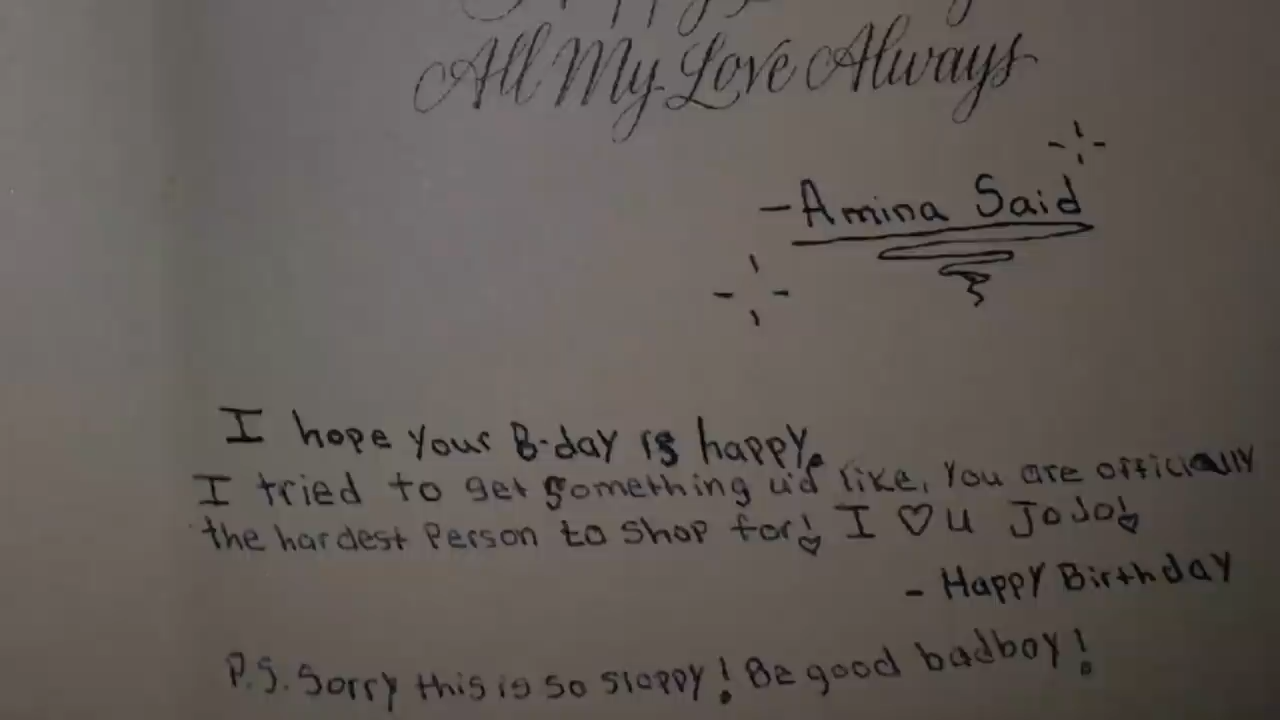 All My Love Always
-Amina Said
I hope your B-day is happy.
I tried to get something u'd like, You are officially
the hardest Person to shop for! I ♡ u JoJo!
- Happy Birthday
P.S. Sorry this is so sloppy! Be good badboy!